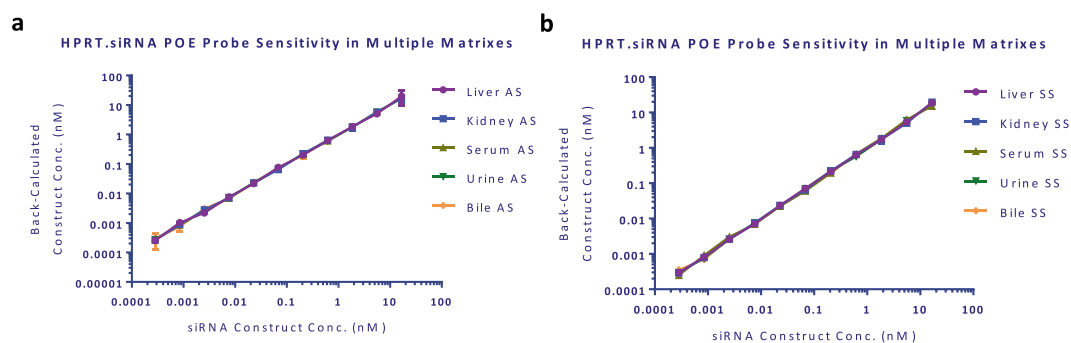 a
HPRT.siRNA POE Probe Sensitivity in Multiple Matrixes
Back-Calculated
Construct Conc. (nM)
100
10
1
0.1
0.01
0.001
0.0001
0.00001
0.0001 0.001 0.01 0.1 1 10 100
siRNA Construct Conc. (nM)
Liver AS
Kidney AS
Serum AS
Urine AS
Bile AS
b
HPRT.siRNA POE Probe Sensitivity in Multiple Matrixes
Back-Calculated
Construct Conc. (nM)
100
10
1
0.1
0.01
0.001
0.0001
0.0001 0.001 0.01 0.1 1 10 100
siRNA Construct Conc. (nM)
Liver SS
Kidney SS
Serum SS
Urine SS
Bile SS